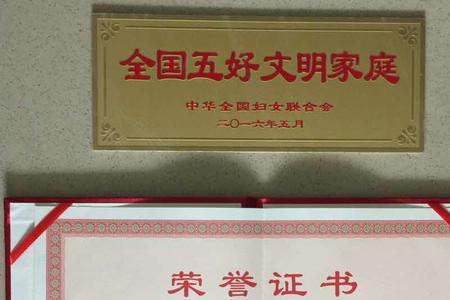 全国五好文明家庭
中华全国妇女联合会
二〇一六年五月
荣誉证书